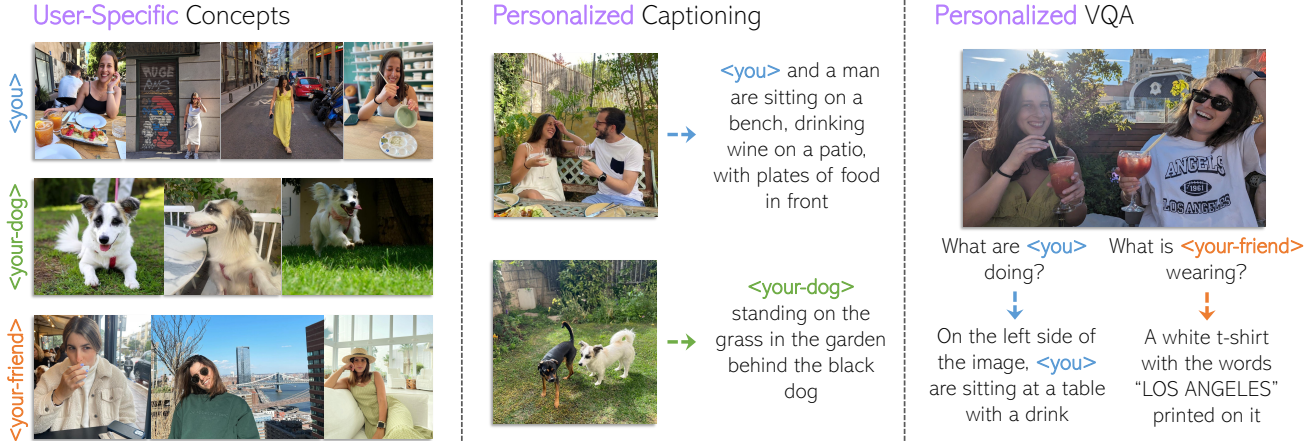 User-Specific Concepts
<you>
RUGE
<your-dog>
<your-friend>
Personalized Captioning
<you> and a man
are sitting on a
bench, drinking
wine on a patio,
with plates of food
in front
<your-dog>
standing on the
grass in the garden
behind the black
dog
Personalized VQA
ANGELS
1961
LOS ANGELES
What are <you>
doing?
On the left side of
the image, <you>
are sitting at a table
with a drink
What is <your-friend>
wearing?
A white t-shirt
with the words
“LOS ANGELES”
printed on it